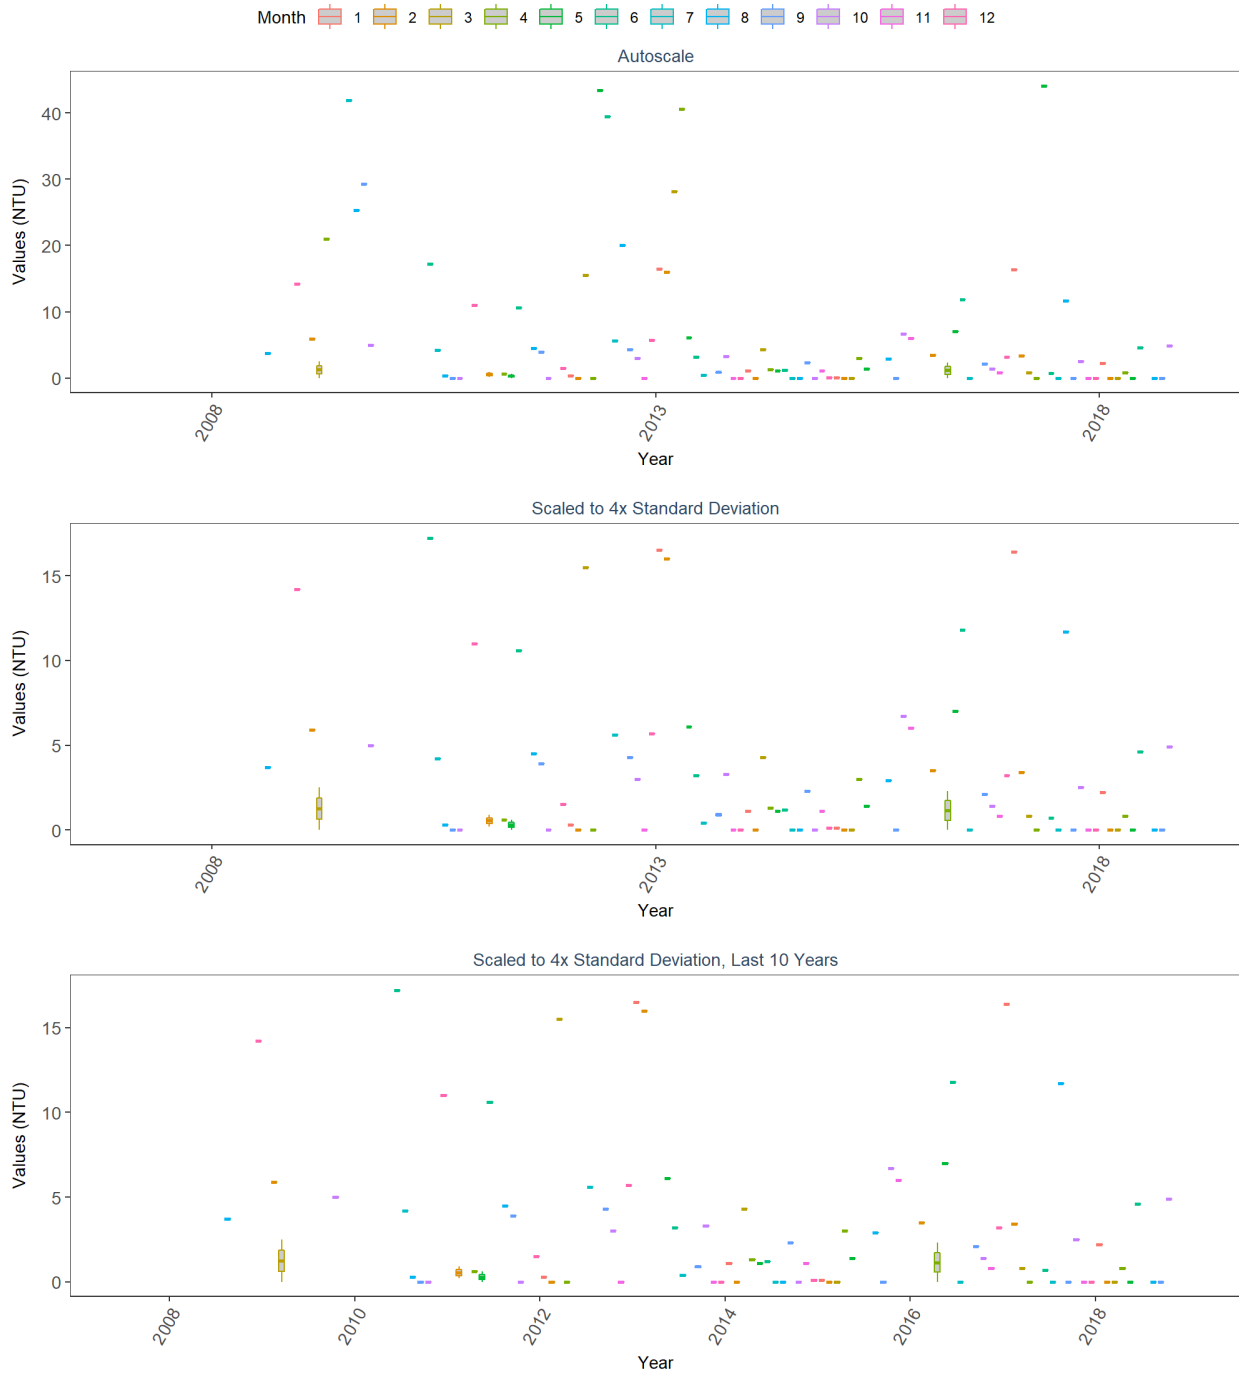 Month 1 2 3 4 5 6 7 8 9 10 11 12
Autoscale
Values (NTU)
40
30
20
10
0
2008 2013 2018
Year
Scaled to 4x Standard Deviation
Values (NTU)
15
10
5
0
2008 2013 2018
Year
Scaled to 4x Standard Deviation, Last 10 Years
Values (NTU)
15
10
5
0
2008 2010 2012 2014 2016 2018
Year